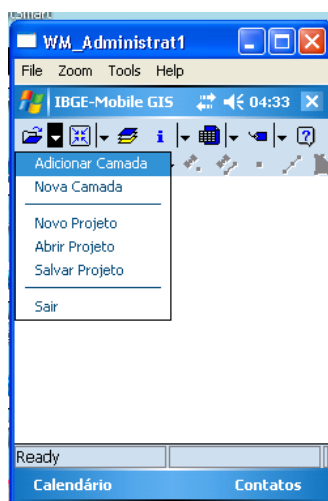 WM_Administrat1
File Zoom Tools Help
IBGE-Mobile GIS 04:33
Adicionar Camada
Nova Camada
Novo Projeto
Abrir Projeto
Salvar Projeto
Sair
Ready
Calendário Contatos